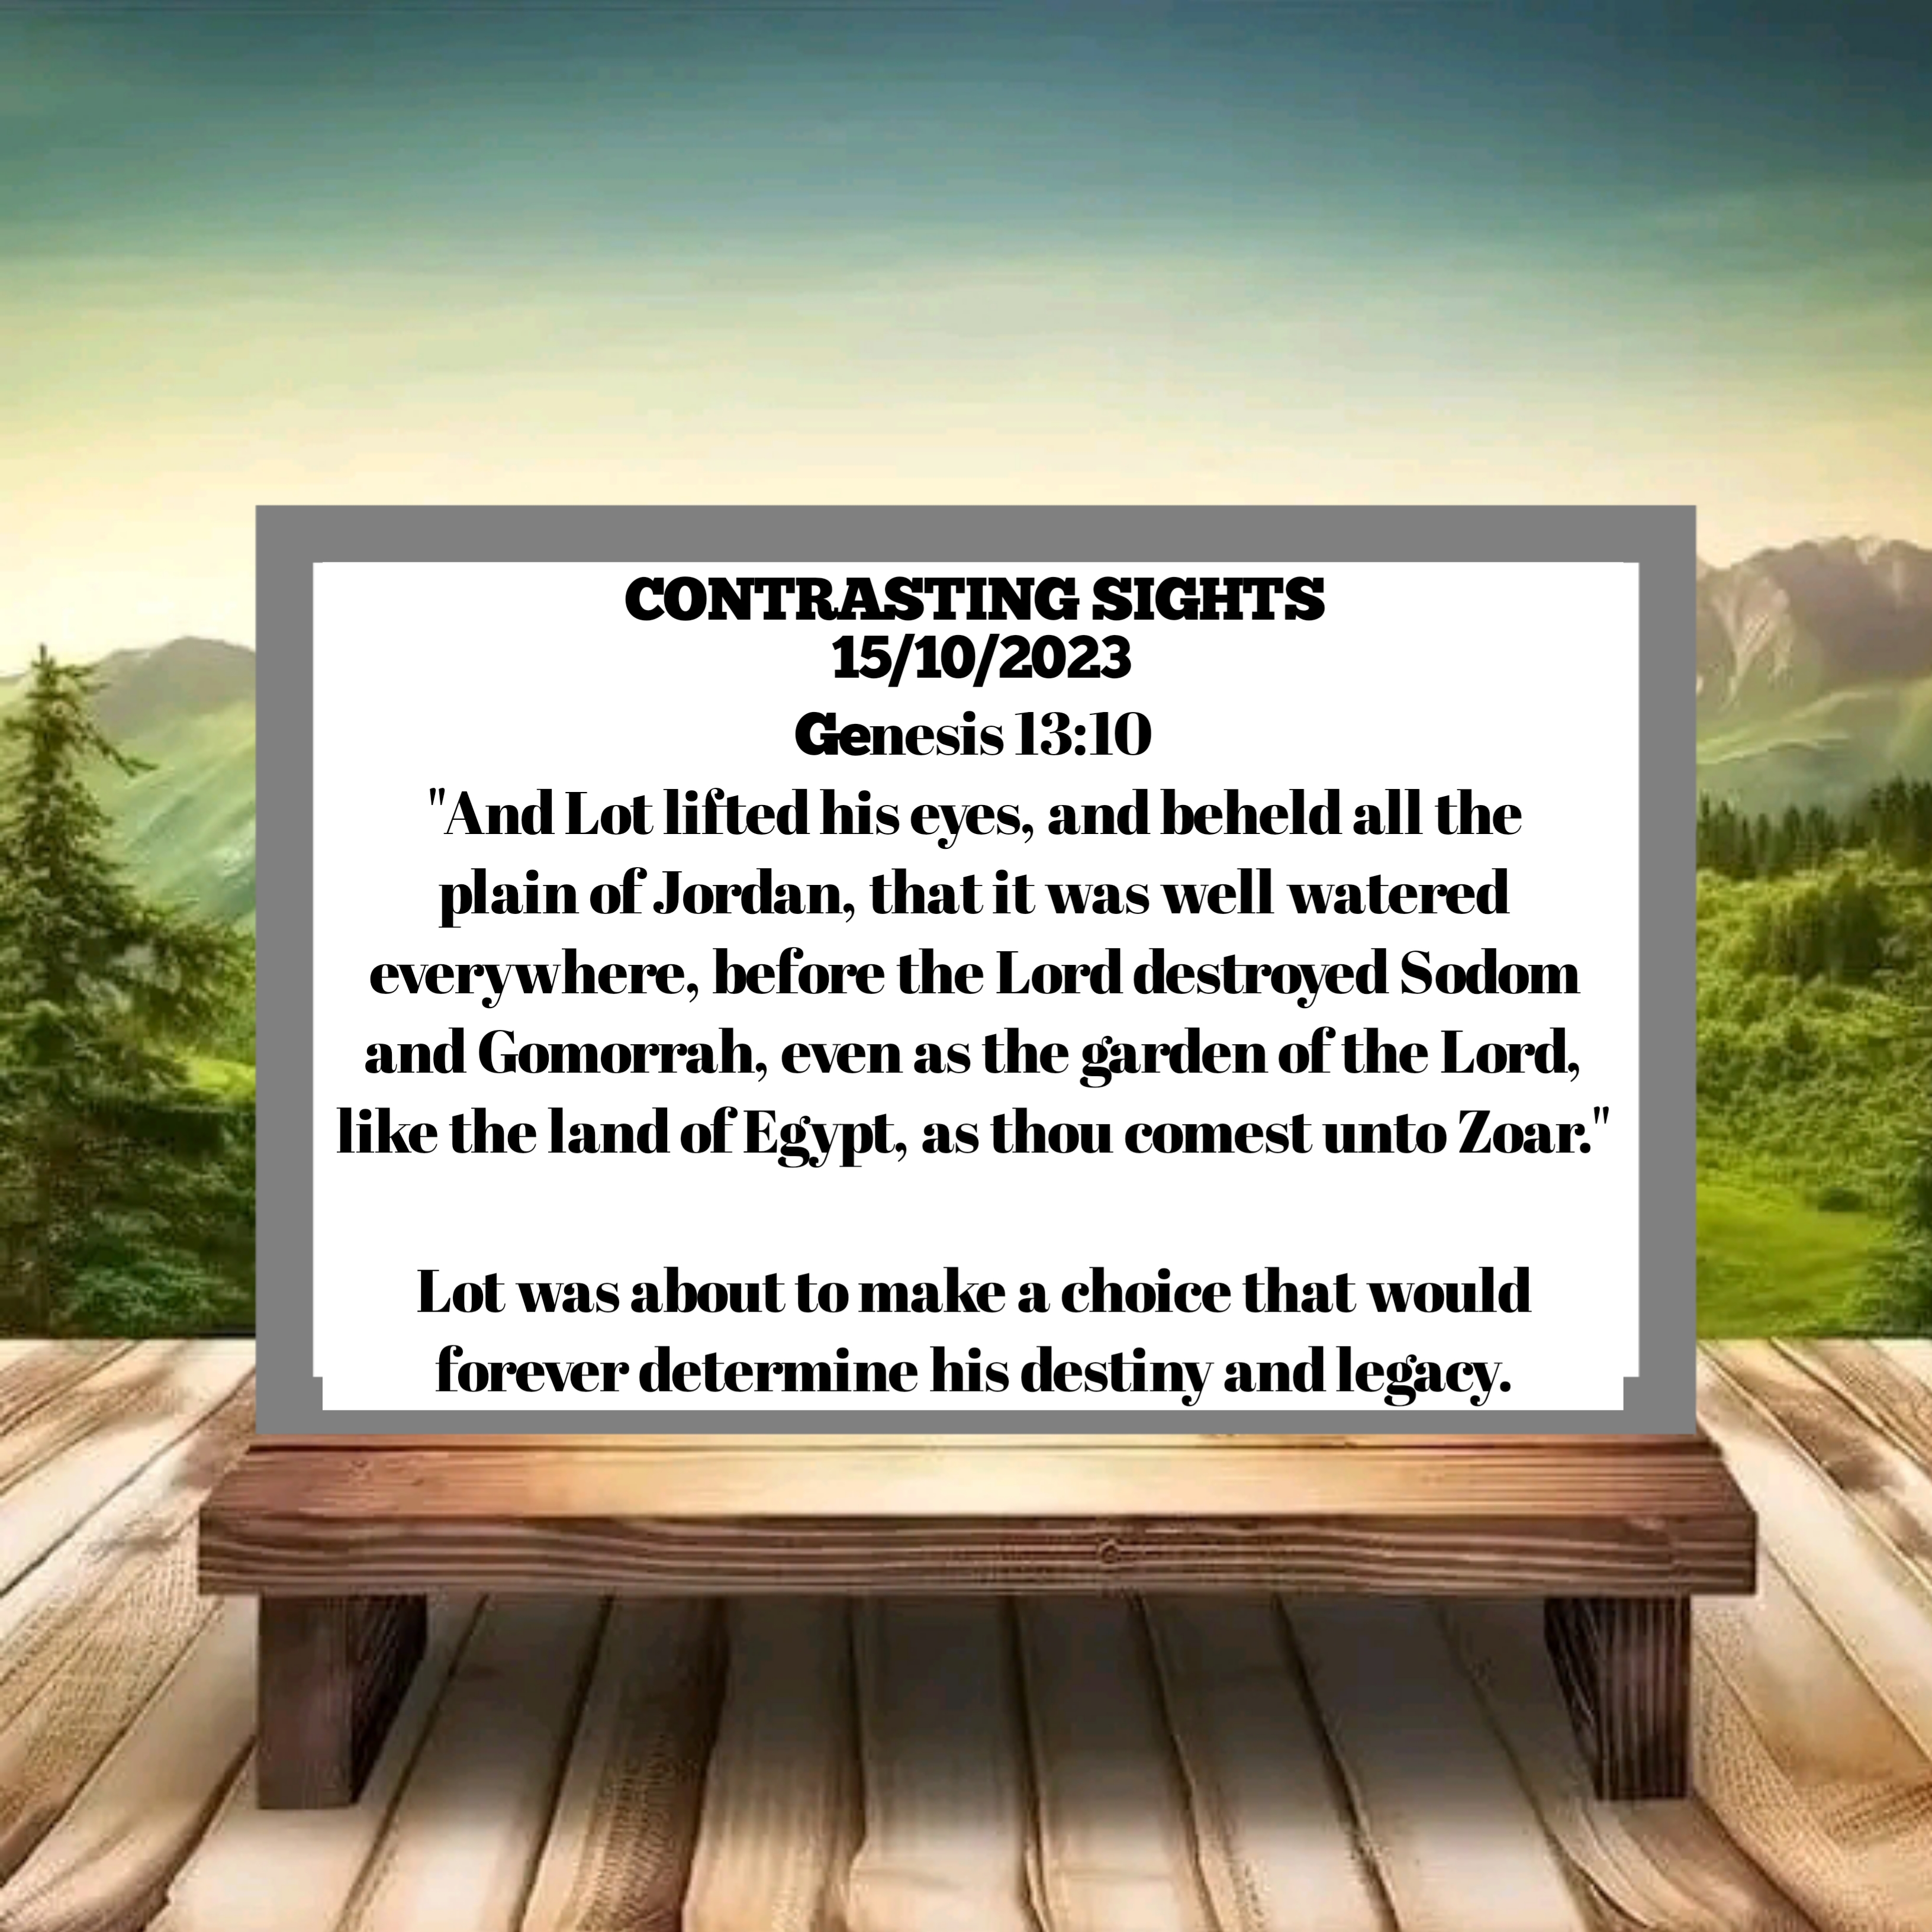 CONTRASTING SIGHTS
15/10/2023
Genesis 13:10
"And Lot lifted his eyes, and beheld all the
plain of Jordan, that it was well watered
everywhere, before the Lord destroyed Sodom
and Gomorrah, even as the garden of the Lord,
like the land of Egypt, as thou comest unto Zoar."
Lot was about to make a choice that would
forever determine his destiny and legacy.